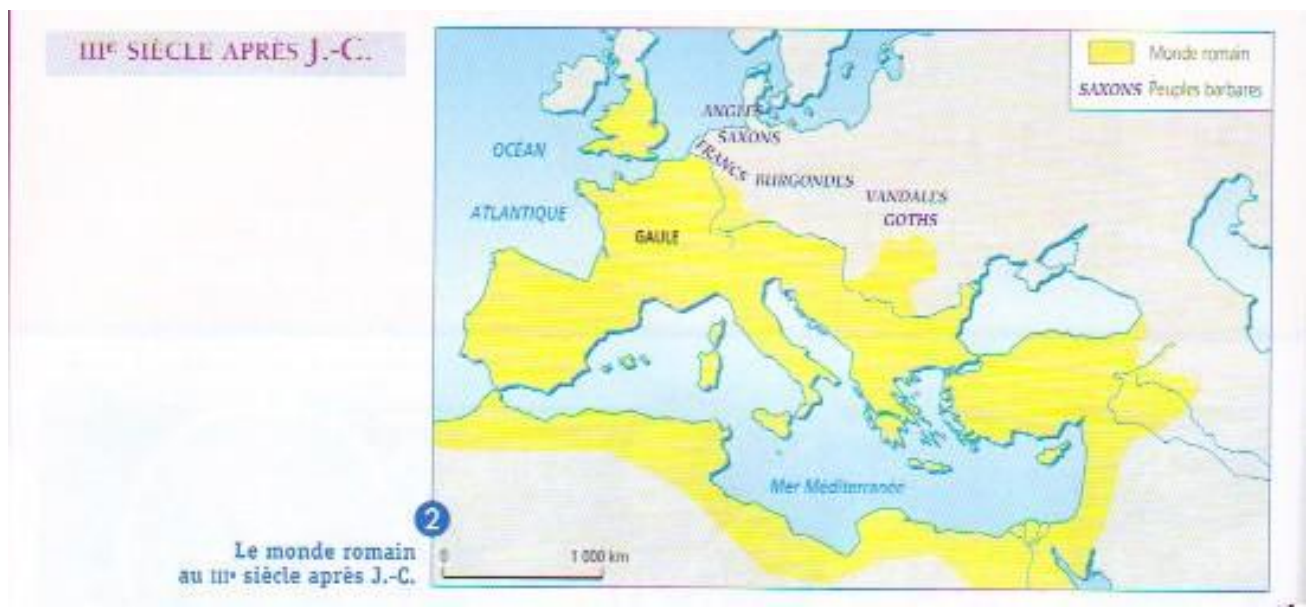 IIIᵉ SIÈCLE APRÈS J.-C.
Monde romain
SAXONS Peuples barbares
ANGLES
SAXONS
FRANCS
BURGONDES
VANDALES
GOTHS
OCÉAN
ATLANTIQUE
GAULE
Mer Méditerranée
2
Le monde romain
au IIIᵉ siècle après J.-C.
0 1 000 km